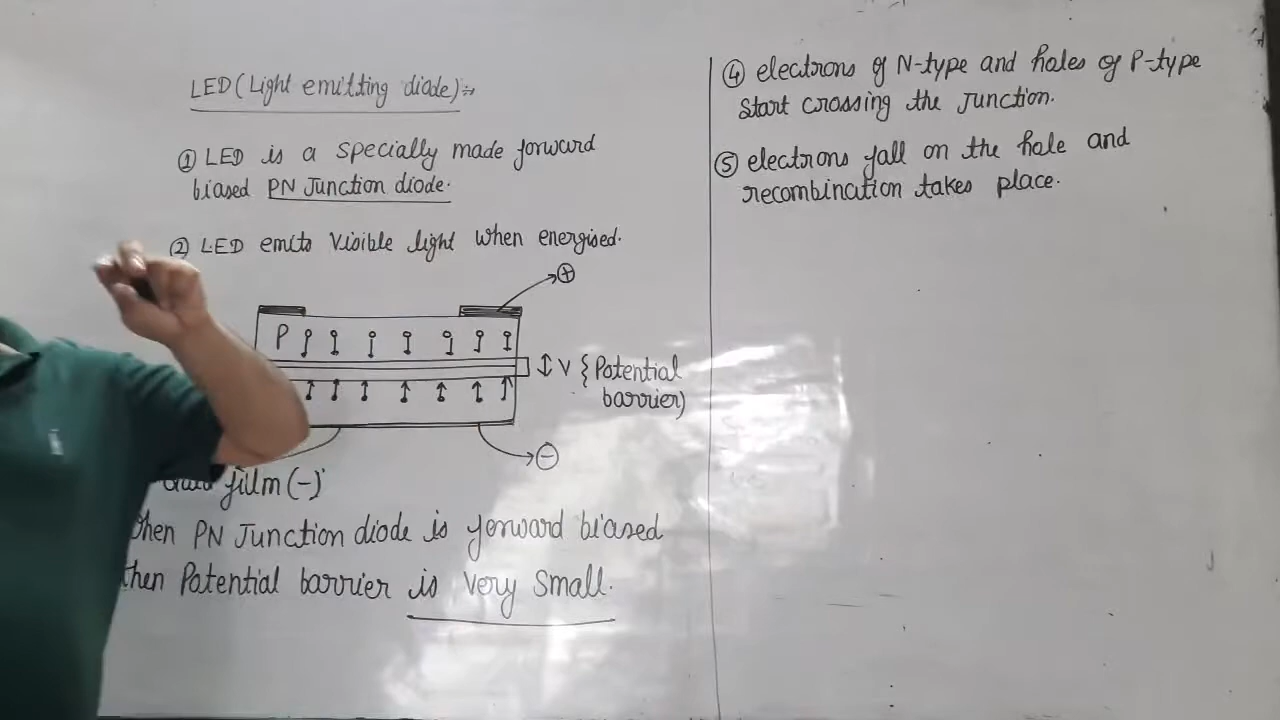 LED (Light emitting diode):→
① LED is a specially made forward
biased PN Junction diode.
② LED emits visible light when energised.
+
P
V {Potential
barrier}
−
film (-)
when PN Junction diode is forward biased
then Potential barrier is very small.
④ electrons of N-type and holes of P-type
start crossing the junction.
⑤ electrons fall on the hole and
recombination takes place.